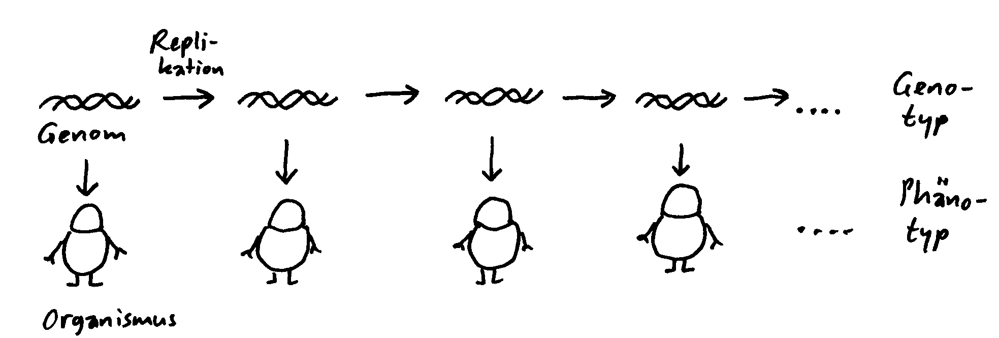 Repli-
kation
Geno-
typ
Genom
Phäno-
typ
Organismus